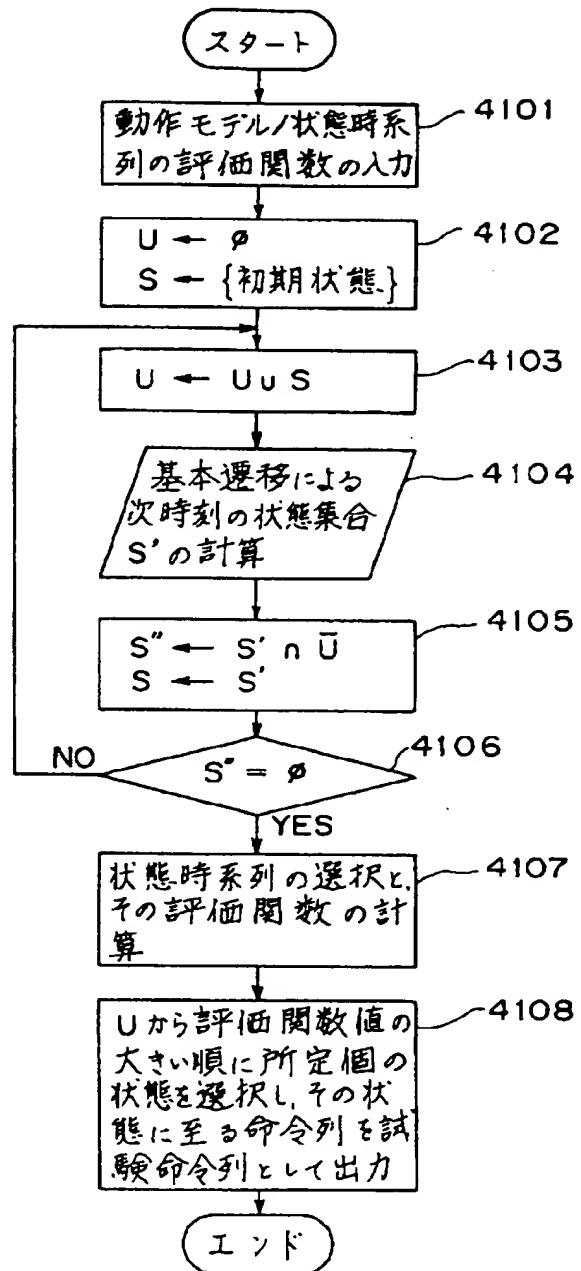 スタート
動作モデル/状態時系
列の評価関数の入力
4101
U ← ø
4102
S ← {初期状態}
U ← U∪S
4103
基本遷移による
次時刻の状態集合
S'の計算
4104
S" ← S' ∩ Ū
S ← S'
4105
NO
S" = ø
4106
YES
状態時系列の選択と,
その評価関数の計
算
4107
Uから評価関数値の
大きい順に所定個の
状態を選択し,その状
態に至る命令列を試
験命令列として出力
4108
エンド